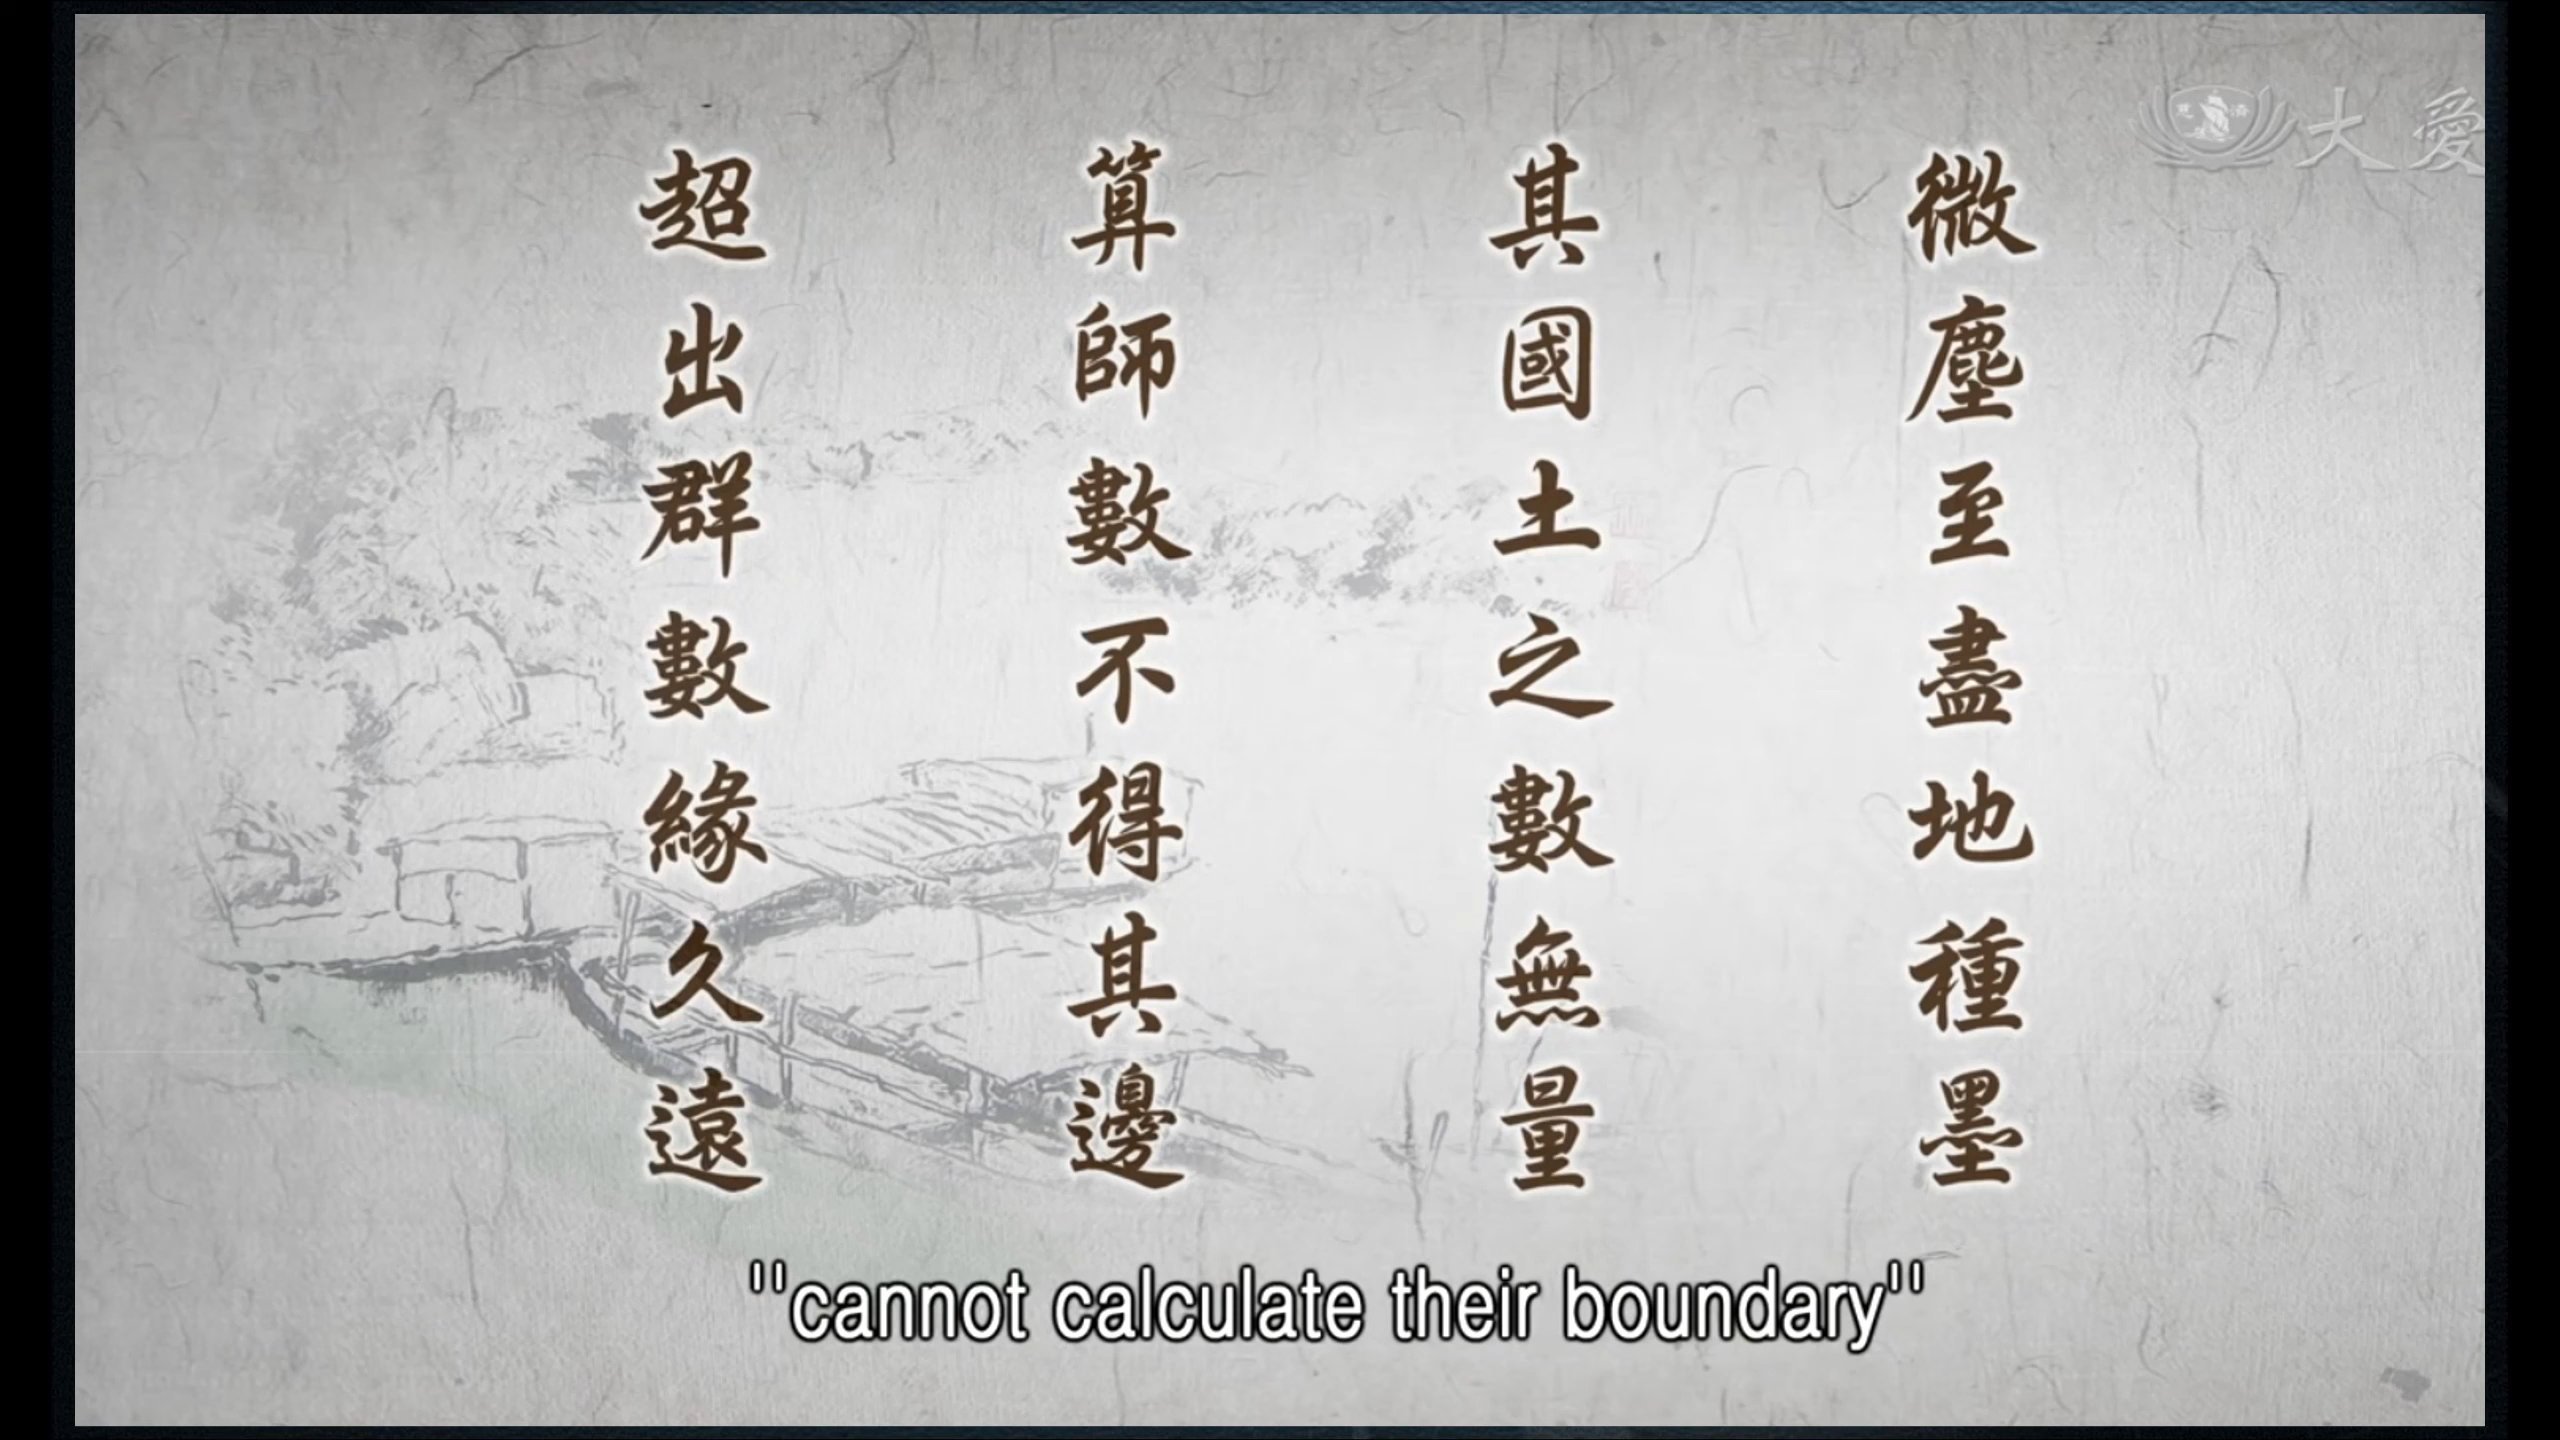 微塵至盡地種墨
其國土之數無量
算師數不得其邊
超出群數緣久遠
大愛
"cannot calculate their boundary"